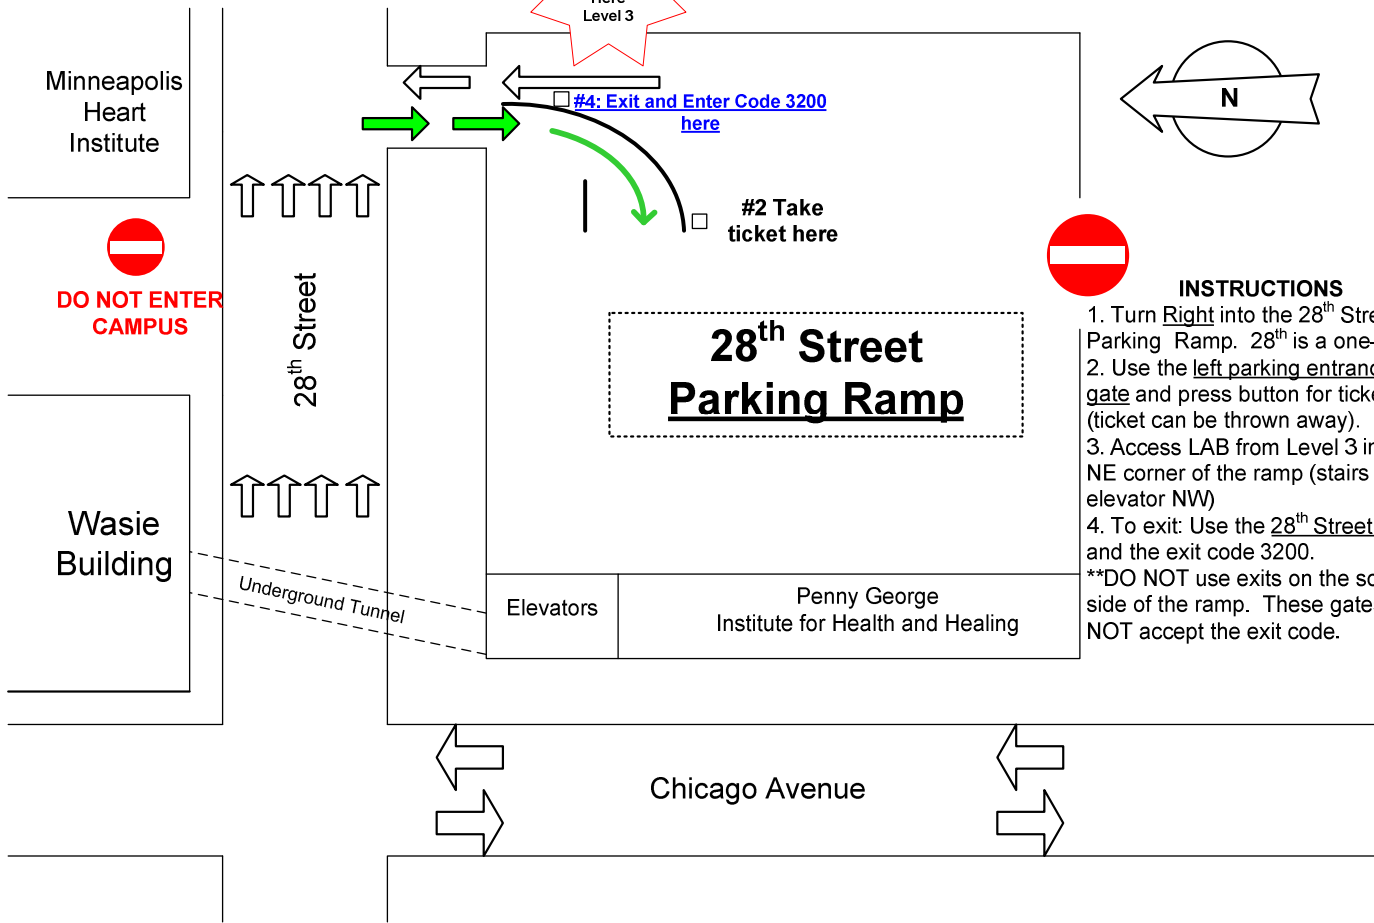 Level 3
Minneapolis
Heart
Institute
#4: Exit and Enter Code 3200
here
N
#2 Take
ticket here
DO NOT ENTER
CAMPUS
28th Street
28th Street
Parking Ramp
INSTRUCTIONS
1. Turn Right into the 28th
Parking Ramp. 28th is a
2. Use the left parking
gate and press button for
(ticket can be thrown away).
3. Access LAB from Level 3
NE corner of the ramp (stairs
elevator NW)
4. To exit: Use the 28th Street
and the exit code 3200.
**DO NOT use exits on the
side of the ramp. These
NOT accept the exit code.
Wasie
Building
Underground Tunnel
Elevators
Penny George
Institute for Health and Healing
Chicago Avenue